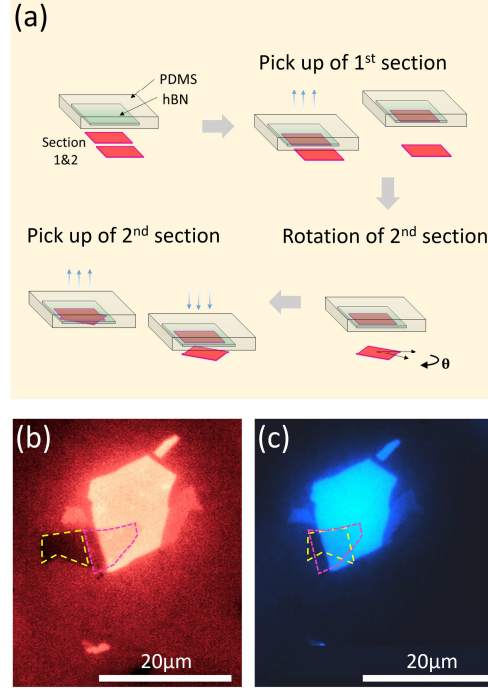 (a)
PDMS
hBN
Section
1&2
Pick up of 1st section
Pick up of 2nd section
Rotation of 2nd section
θ
(b)
20μm
(c)
20μm